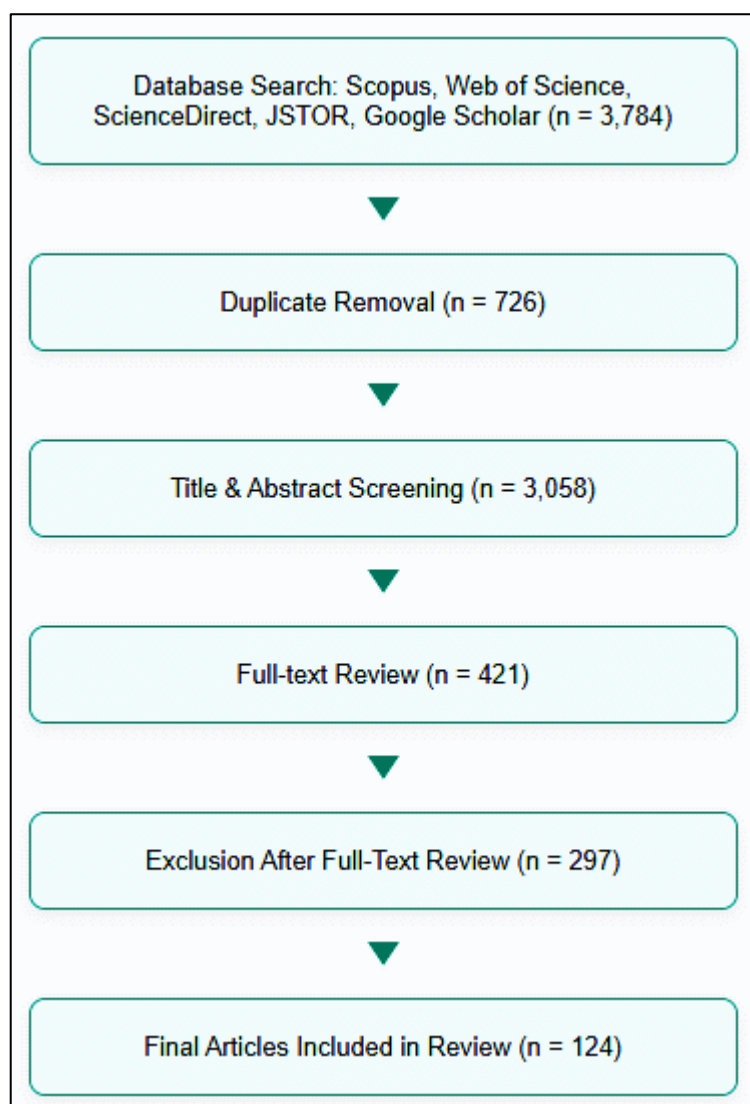 Database Search: Scopus, Web of Science,
ScienceDirect, JSTOR, Google Scholar (n = 3,784)
Duplicate Removal (n = 726)
Title & Abstract Screening (n = 3,058)
Full-text Review (n = 421)
Exclusion After Full-Text Review (n = 297)
Final Articles Included in Review (n = 124)